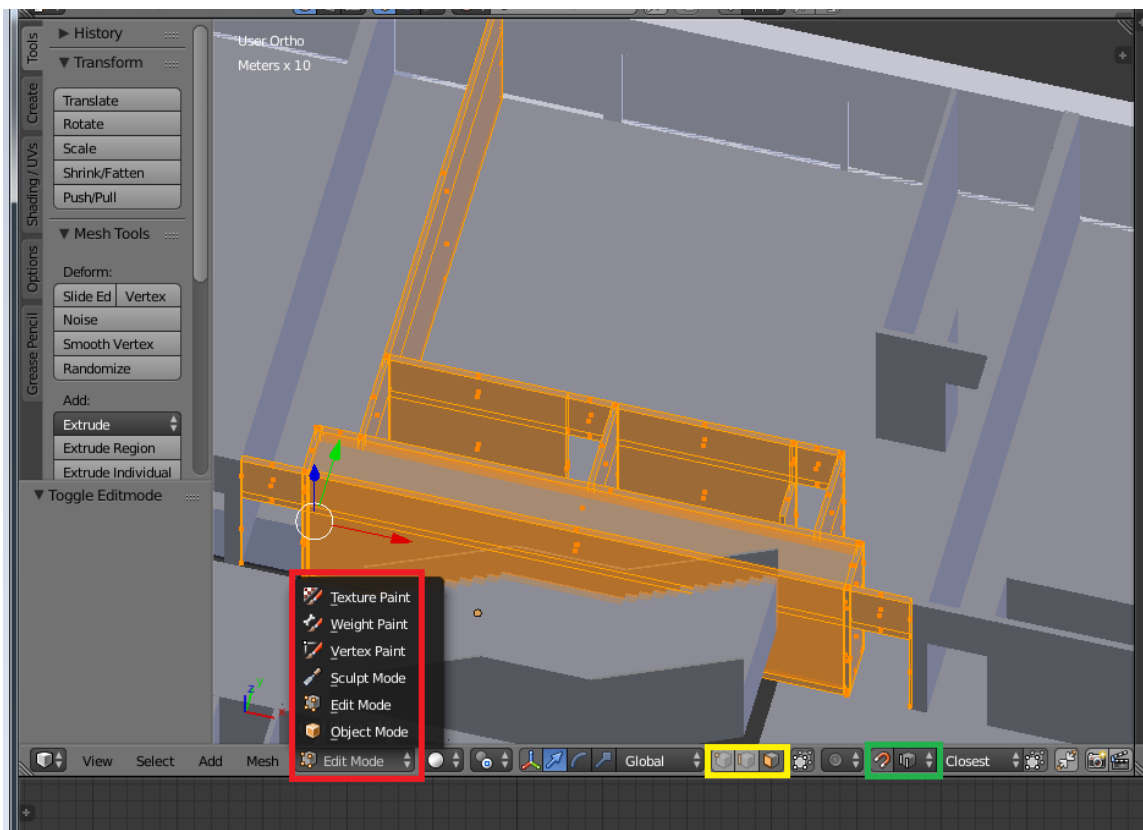 Tools
Create
Shading / UVs
Options
Grease Pencil
History
Transform
Translate
Rotate
Scale
Shrink/Fatten
Push/Pull
Mesh Tools
Deform:
Slide Ed Vertex
Noise
Smooth Vertex
Randomize
Add:
Extrude
Extrude Region
Extrude Individual
Toggle Editmode
User Ortho
Meters x 10
Texture Paint
Weight Paint
Vertex Paint
Sculpt Mode
Edit Mode
Object Mode
z y x
View Select Add Mesh Edit Mode Global Closest